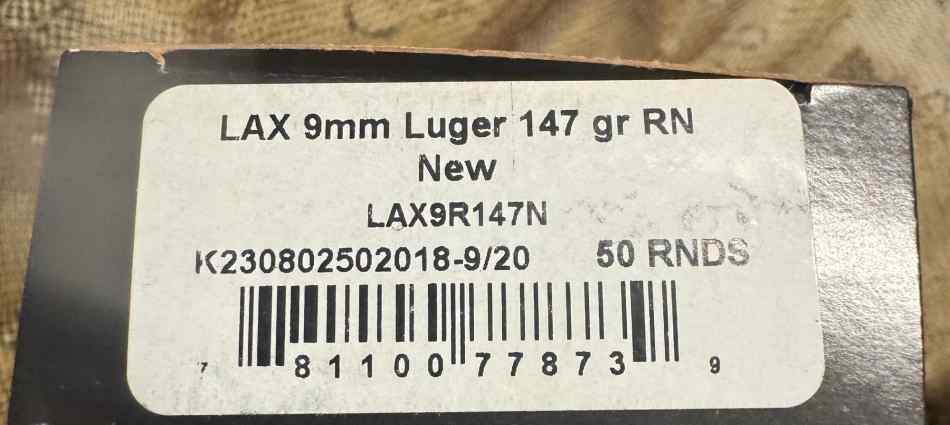 LAX 9mm Luger 147 gr RN
New
LAX9R147N
K230802502018-9/20 50 RNDS
7 81100 77873 9